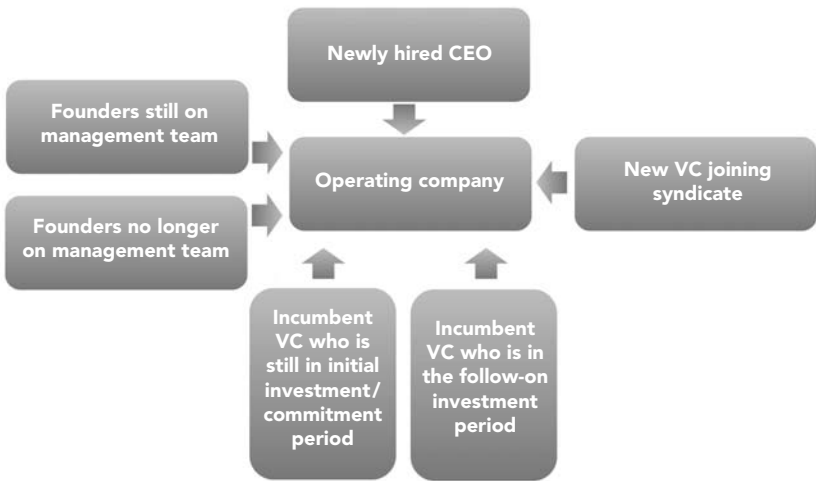 Newly hired CEO
Founders still on
management team
Operating company
New VC joining
syndicate
Founders no longer
on management team
Incumbent
VC who is
still in initial
investment/
commitment
period
Incumbent
VC who is in
the follow-on
investment
period